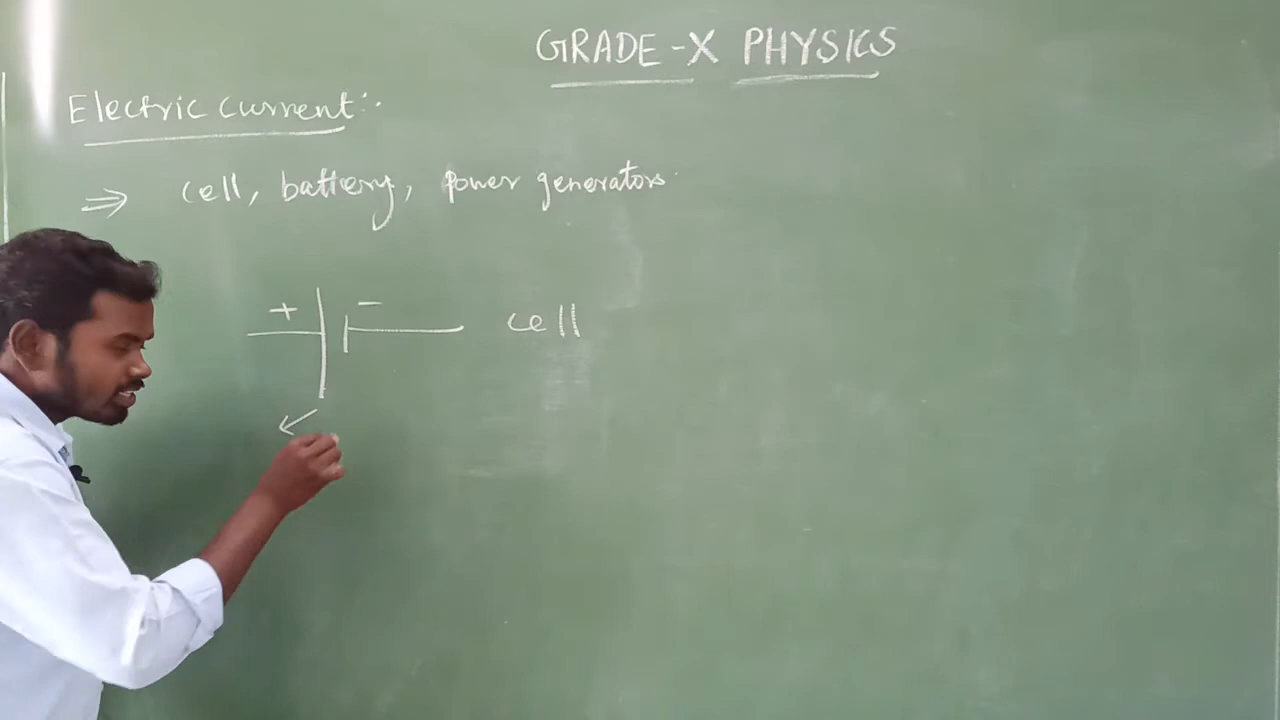 GRADE-X PHYSICS
Electric current:-
⇒ cell, battery, power generators.
+ - cell